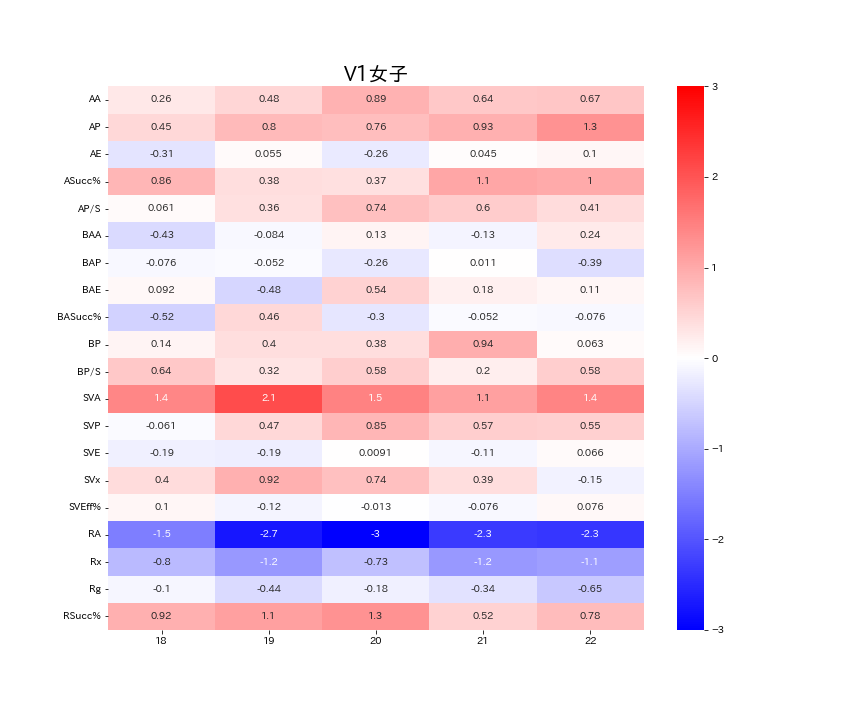 V1女子
AA 0.26 0.48 0.89 0.64 0.67
AP 0.45 0.8 0.76 0.93 1.3
AE -0.31 0.055 -0.26 0.045 0.1
ASucc% 0.86 0.38 0.37 1.1 1
AP/S 0.061 0.36 0.74 0.6 0.41
BAA -0.43 -0.084 0.13 -0.13 0.24
BAP -0.076 -0.052 -0.26 0.011 -0.39
BAE 0.092 -0.48 0.54 0.18 0.11
BASucc% -0.52 0.46 -0.3 -0.052 -0.076
BP 0.14 0.4 0.38 0.94 0.063
BP/S 0.64 0.32 0.58 0.2 0.58
SVA 1.4 2.1 1.5 1.1 1.4
SVP -0.061 0.47 0.85 0.57 0.55
SVE -0.19 -0.19 0.0091 -0.11 0.066
SVx 0.4 0.92 0.74 0.39 -0.15
SVEff% 0.1 -0.12 -0.013 -0.076 0.076
RA -1.5 -2.7 -3 -2.3 -2.3
Rx -0.8 -1.2 -0.73 -1.2 -1.1
Rg -0.1 -0.44 -0.18 -0.34 -0.65
RSucc% 0.92 1.1 1.3 0.52 0.78
18 19 20 21 22
3
2
1
0
−1
−2
−3